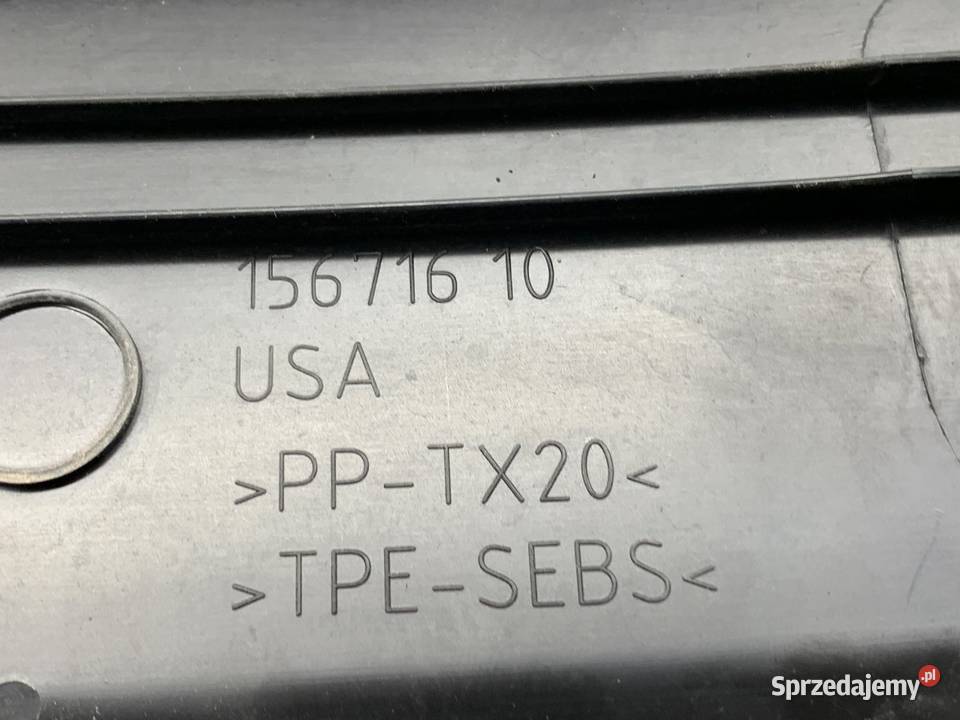 156716 10
USA
>PP-TX20<
>TPE-SEBS<
Sprzedajemy.pl